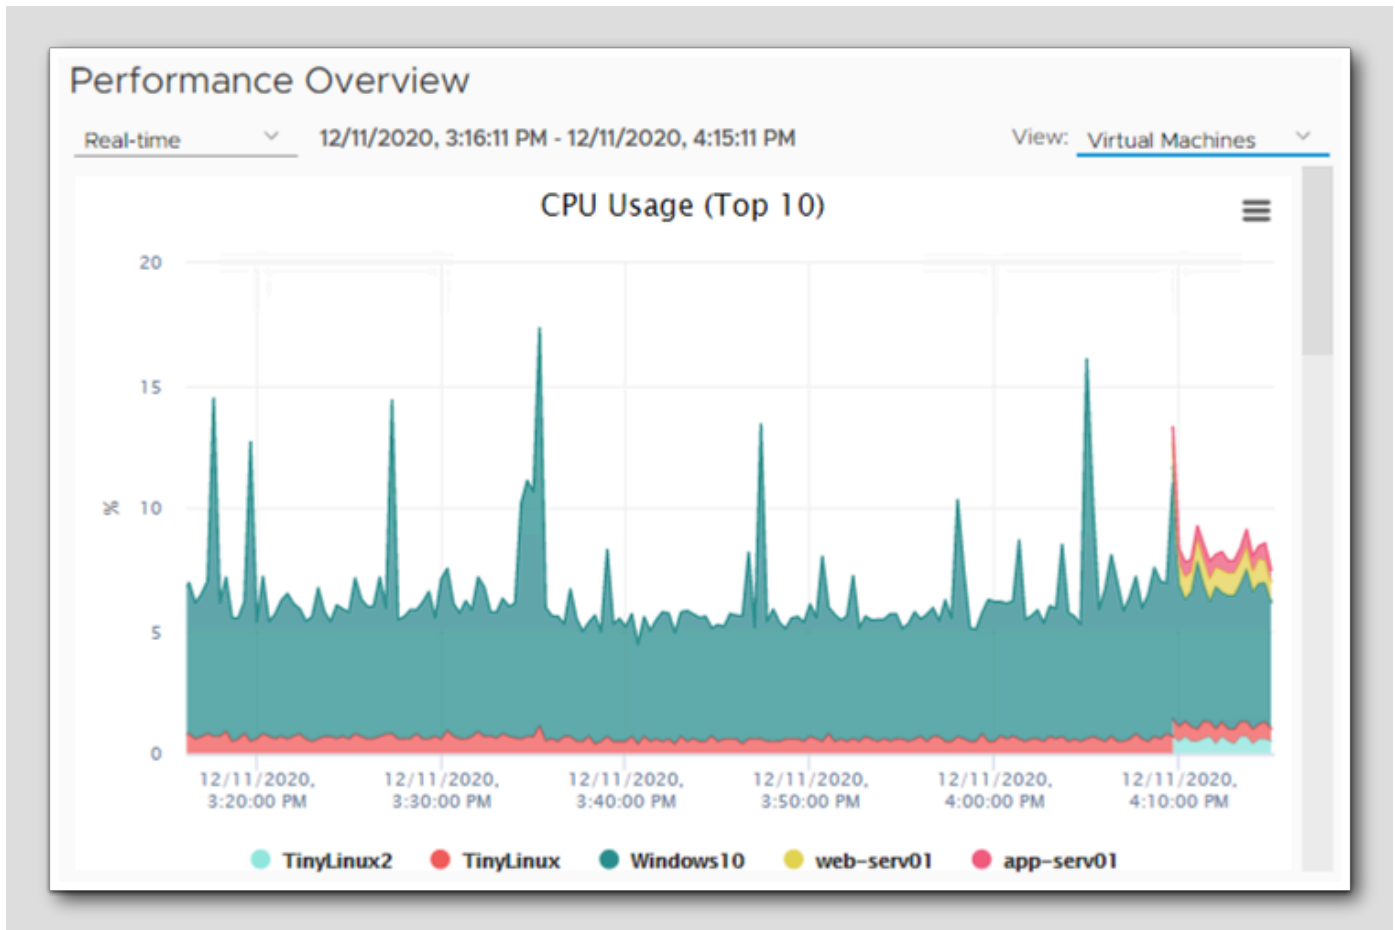 Performance Overview
Real-time 12/11/2020, 3:16:11 PM - 12/11/2020, 4:15:11 PM View: Virtual Machines
CPU Usage (Top 10)
20
15
%
10
5
0
12/11/2020, 12/11/2020, 12/11/2020, 12/11/2020, 12/11/2020, 12/11/2020,
3:20:00 PM 3:30:00 PM 3:40:00 PM 3:50:00 PM 4:00:00 PM 4:10:00 PM
TinyLinux2 TinyLinux Windows10 web-serv01 app-serv01